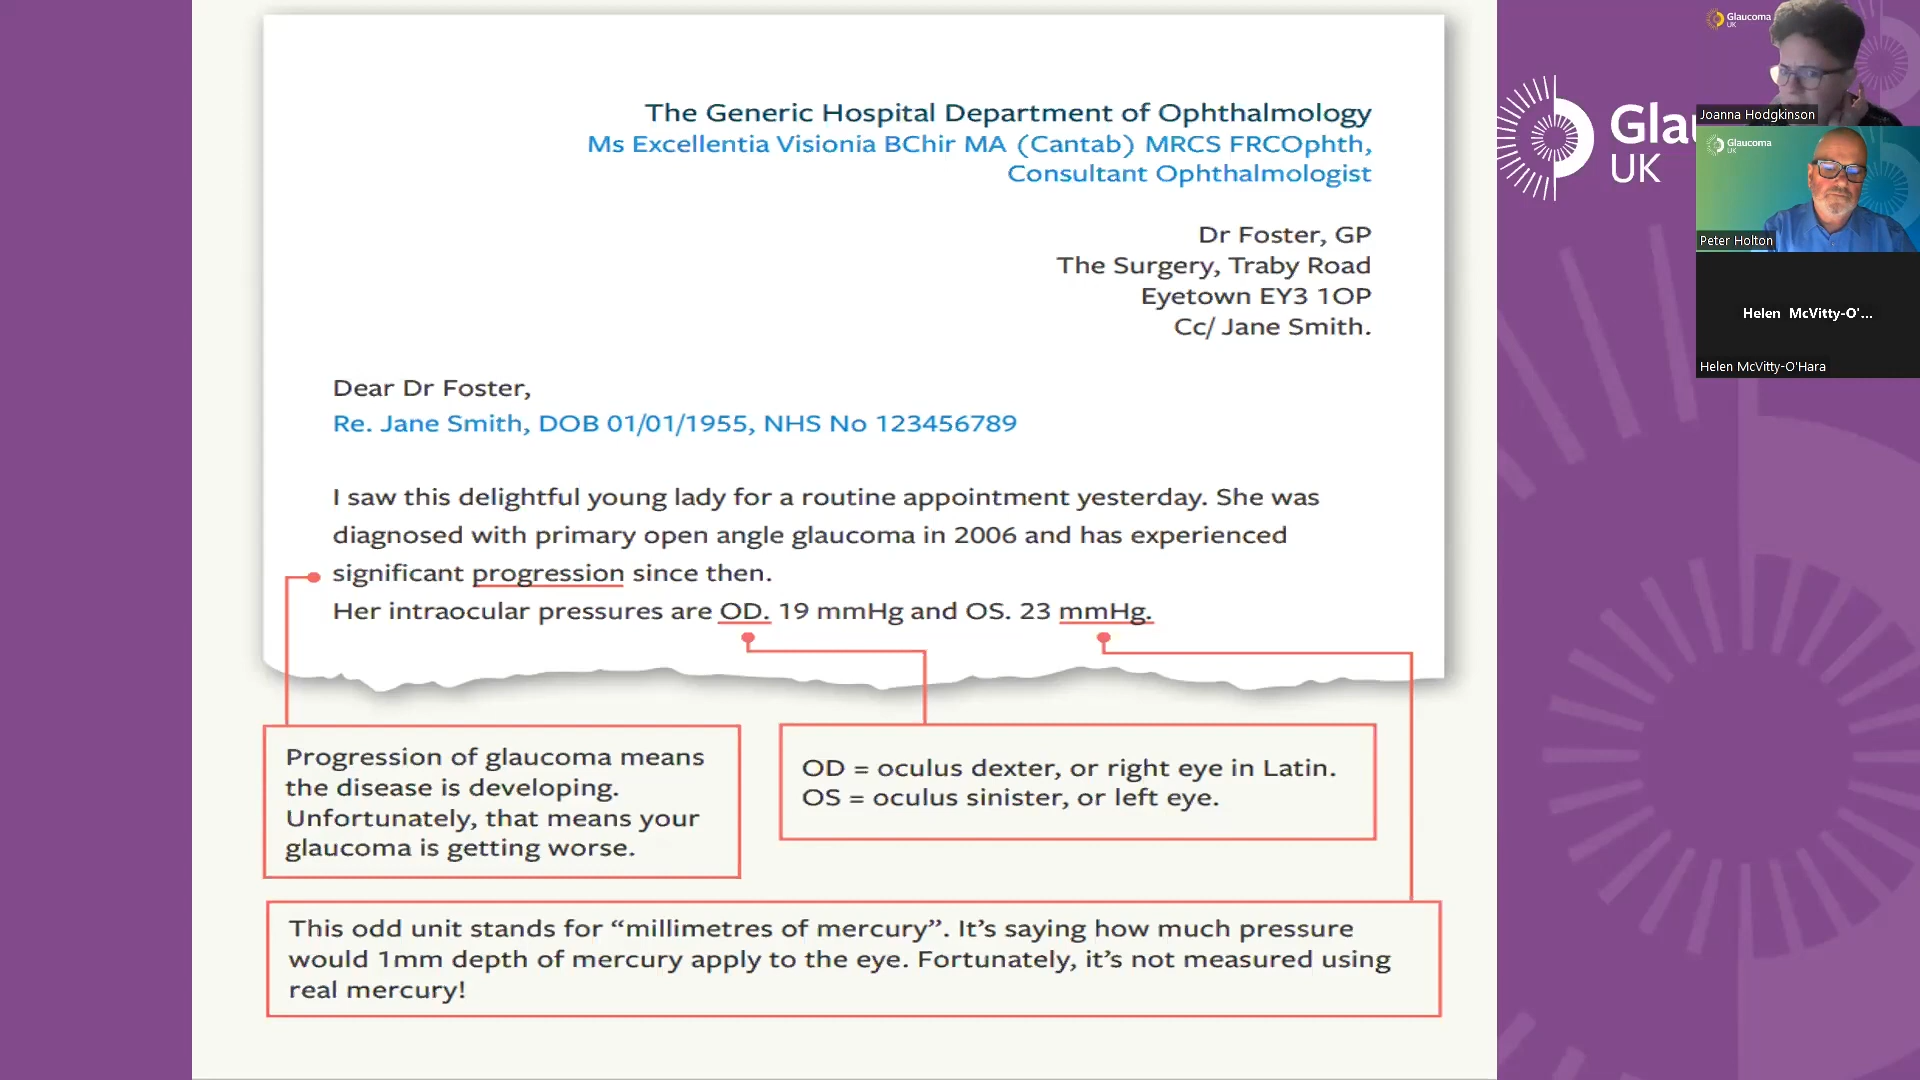 The Generic Hospital Department of Ophthalmology
Ms Excellentia Visionia BChir MA (Cantab) MRCS FRCOphth,
Consultant Ophthalmologist
Dr Foster, GP
The Surgery, Traby Road
Eyetown EY3 1OP
Cc/ Jane Smith.
Dear Dr Foster,
Re. Jane Smith, DOB 01/01/1955, NHS No 123456789
I saw this delightful young lady for a routine appointment yesterday. She was
diagnosed with primary open angle glaucoma in 2006 and has experienced
significant progression since then.
Her intraocular pressures are OD. 19 mmHg and OS. 23 mmHg.
Progression of glaucoma means
the disease is developing.
Unfortunately, that means your
glaucoma is getting worse.
OD = oculus dexter, or right eye in Latin.
OS = oculus sinister, or left eye.
This odd unit stands for “millimetres of mercury”. It’s saying how much pressure
would 1mm depth of mercury apply to the eye. Fortunately, it’s not measured using
real mercury!
Gla
UK
Glaoucoma
UK
Joanna Hodgkinson
Glaucoma
UK
Peter Holton
Helen McVitty-O'...
Helen McVitty-O'Hara